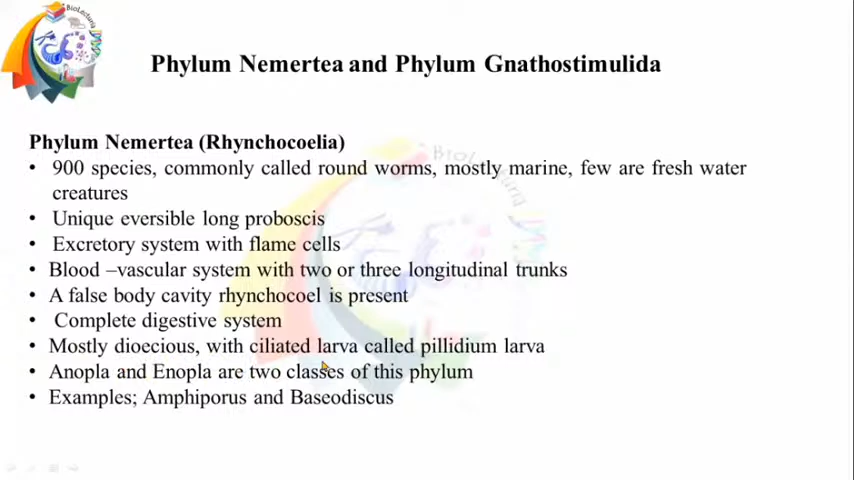 BioLecturia
Phylum Nemertea and Phylum Gnathostimulida
Phylum Nemertea (Rhynchocoelia)
• 900 species, commonly called round worms, mostly marine, few are fresh water
creatures
• Unique eversible long proboscis
• Excretory system with flame cells
• Blood –vascular system with two or three longitudinal trunks
• A false body cavity rhynchocoel is present
• Complete digestive system
• Mostly dioecious, with ciliated larva called pillidium larva
• Anopla and Enopla are two classes of this phylum
• Examples; Amphiporus and Baseodiscus